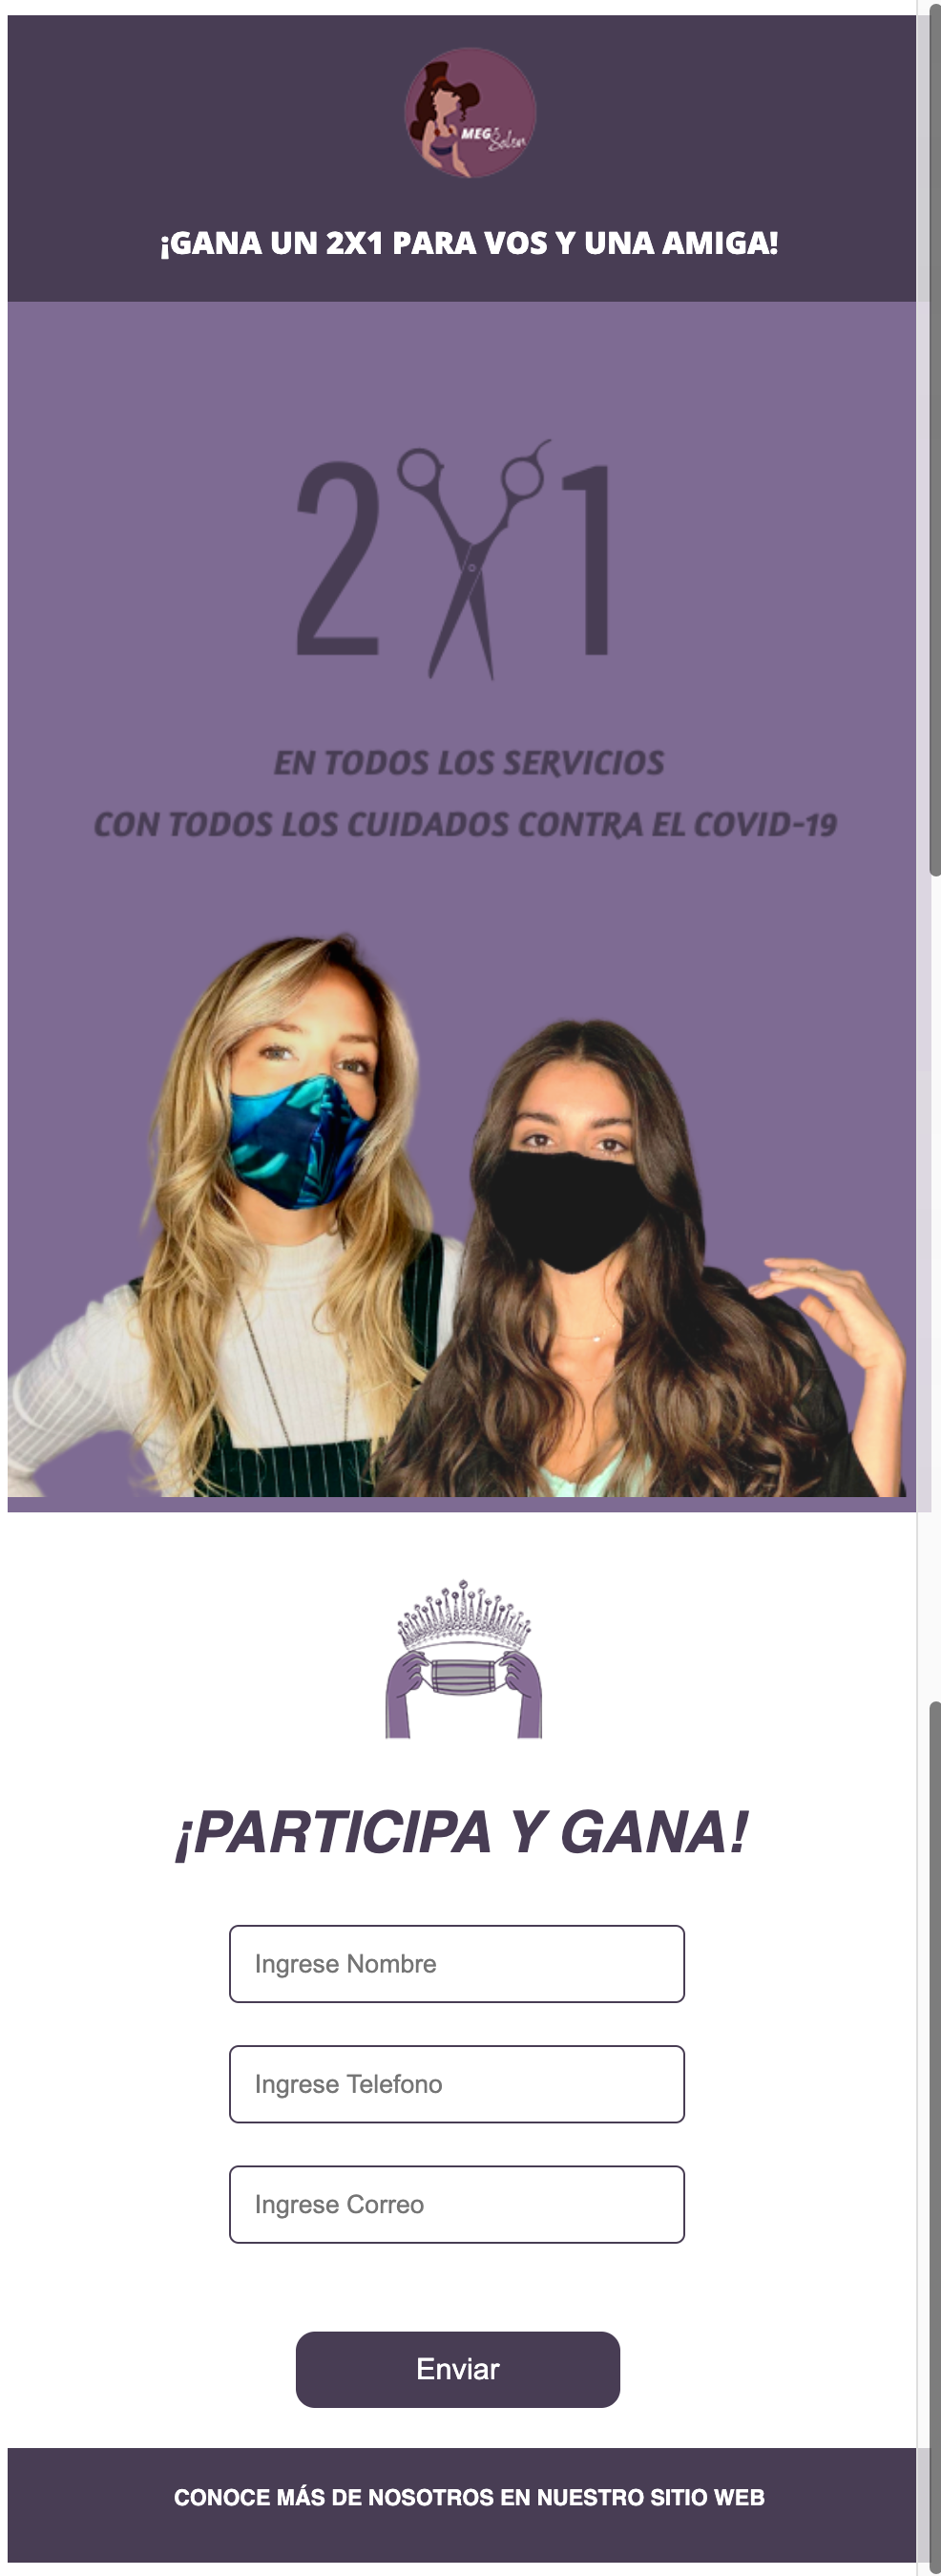 MEG'S
Salon
¡GANA UN 2X1 PARA VOS Y UNA AMIGA!
2X1
EN TODOS LOS SERVICIOS
CON TODOS LOS CUIDADOS CONTRA EL COVID-19
¡PARTICIPA Y GANA!
Ingrese Nombre
Ingrese Telefono
Ingrese Correo
Enviar
CONOCE MÁS DE NOSOTROS EN NUESTRO SITIO WEB